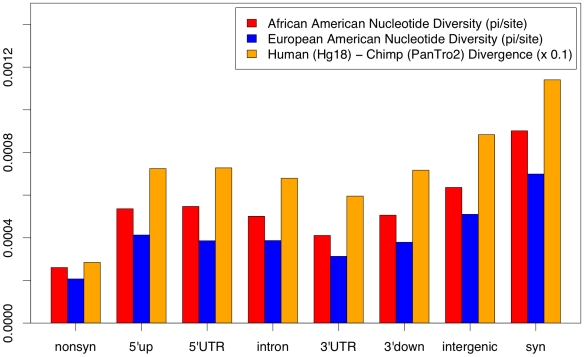 African American Nucleotide Diversity (pi/site)
European American Nucleotide Diversity (pi/site)
Human (Hg18) − Chimp (PanTro2) Divergence (x 0.1)
0.0012
0.0008
0.0004
0.0000
nonsyn 5'up 5'UTR intron 3'UTR 3'down intergenic syn